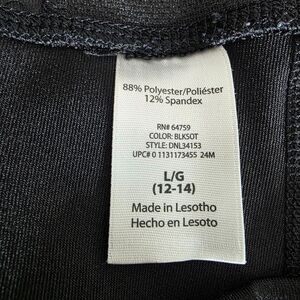 88% Polyester/Poliéster
12% Spandex
RN# 64759
COLOR: BLKSOT
STYLE: DNL34153
UPC# 0 1131173455 24M
L/G
(12-14)
Made in Lesotho
Hecho en Lesoto